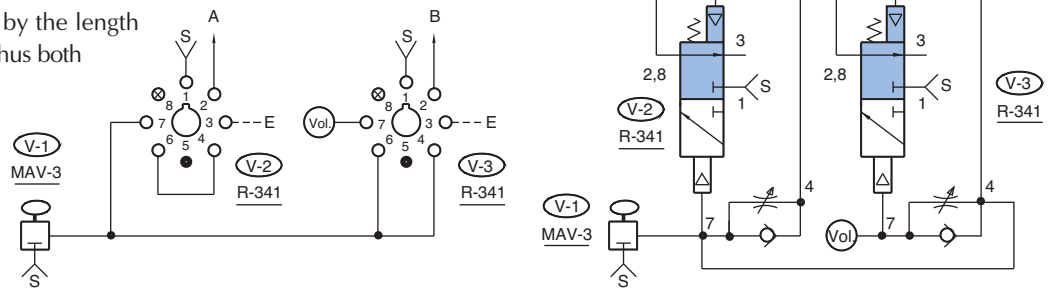 by the length
hus both
A
B
S
S
1
2
3
4
5
6
7
8
E
1
2
3
4
5
6
7
8
E
Vol.
V-1
MAV-3
V-2
R-341
V-3
R-341
S
3
3
2,8
2,8
S
S
1
1
V-2
R-341
V-3
R-341
V-1
MAV-3
4
4
7
7
Vol.
S